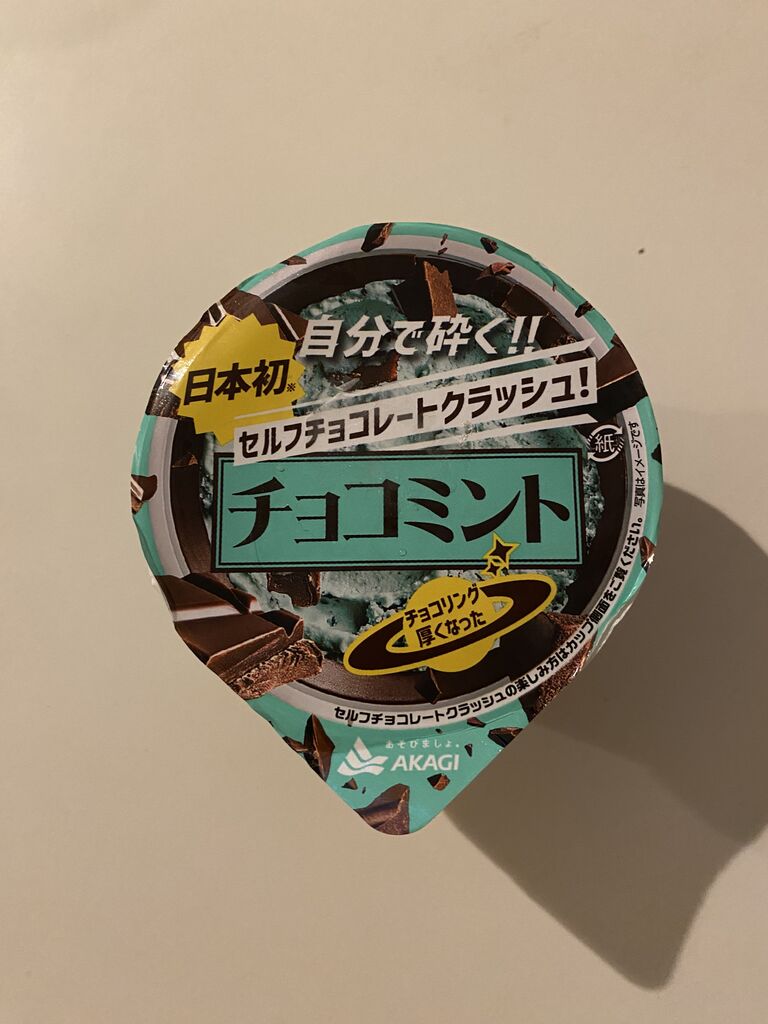 自分で砕く!!
日本初※
セルフチョコレートクラッシュ!
紙
チョコミント
チョコリング
厚くなった
セルフチョコレートクラッシュの楽しみ方はカップ側面をご覧ください。 写真はイメージです
あそびましょ。
AKAGI